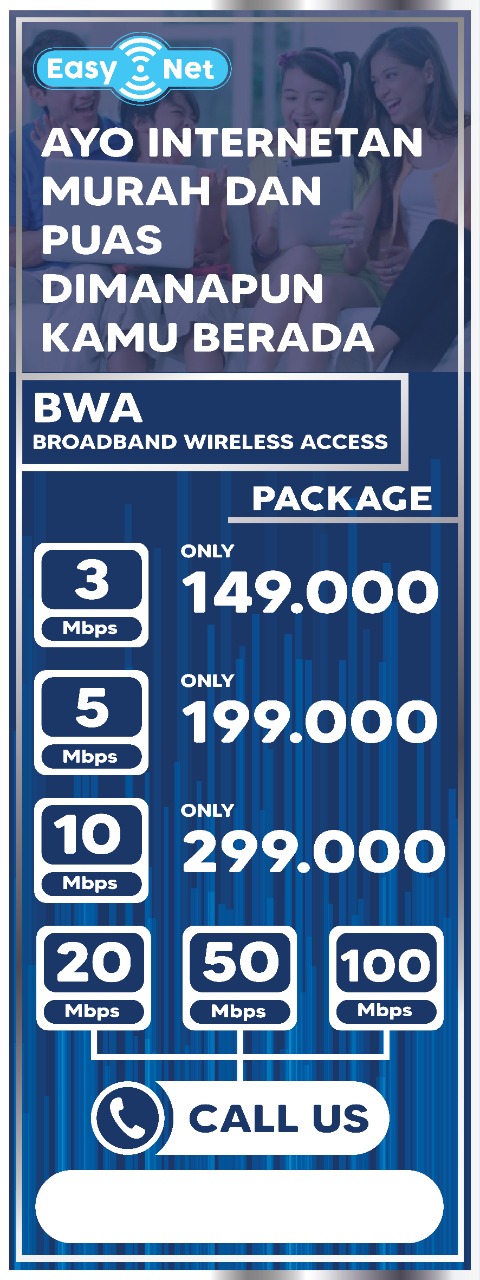 Easy Net
AYO INTERNETAN
MURAH DAN
PUAS
DIMANAPUN
KAMU BERADA
BWA
BROADBAND WIRELESS ACCESS
PACKAGE
3
Mbps
ONLY
149.000
5
Mbps
ONLY
199.000
10
Mbps
ONLY
299.000
20
Mbps
50
Mbps
100
Mbps
CALL US